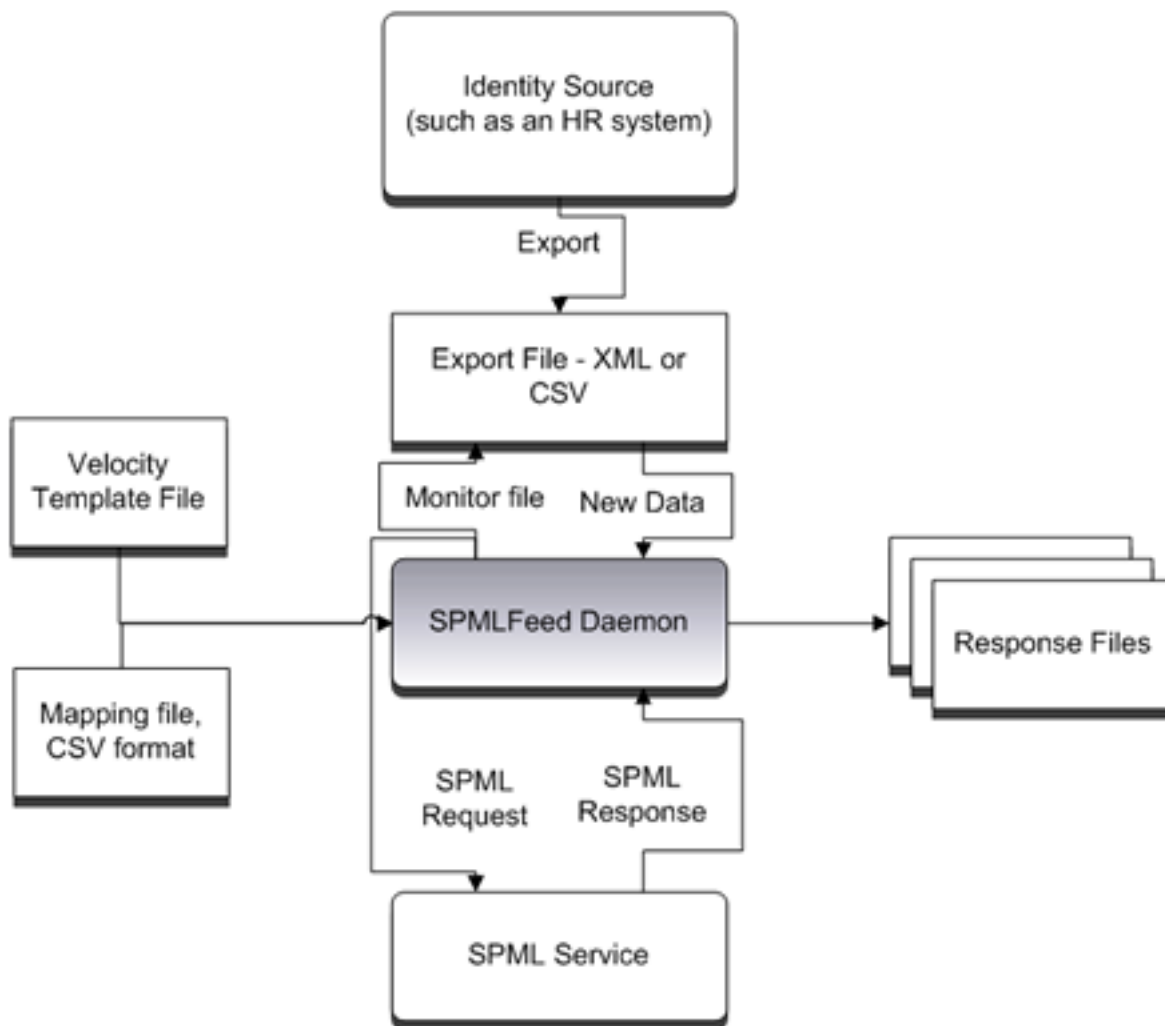 Identity Source
(such as an HR system)
Export
Export File - XML or
CSV
Velocity
Template File
Monitor file
New Data
SPMLFeed Daemon
Response Files
Mapping file,
CSV format
SPML
Request
SPML
Response
SPML Service